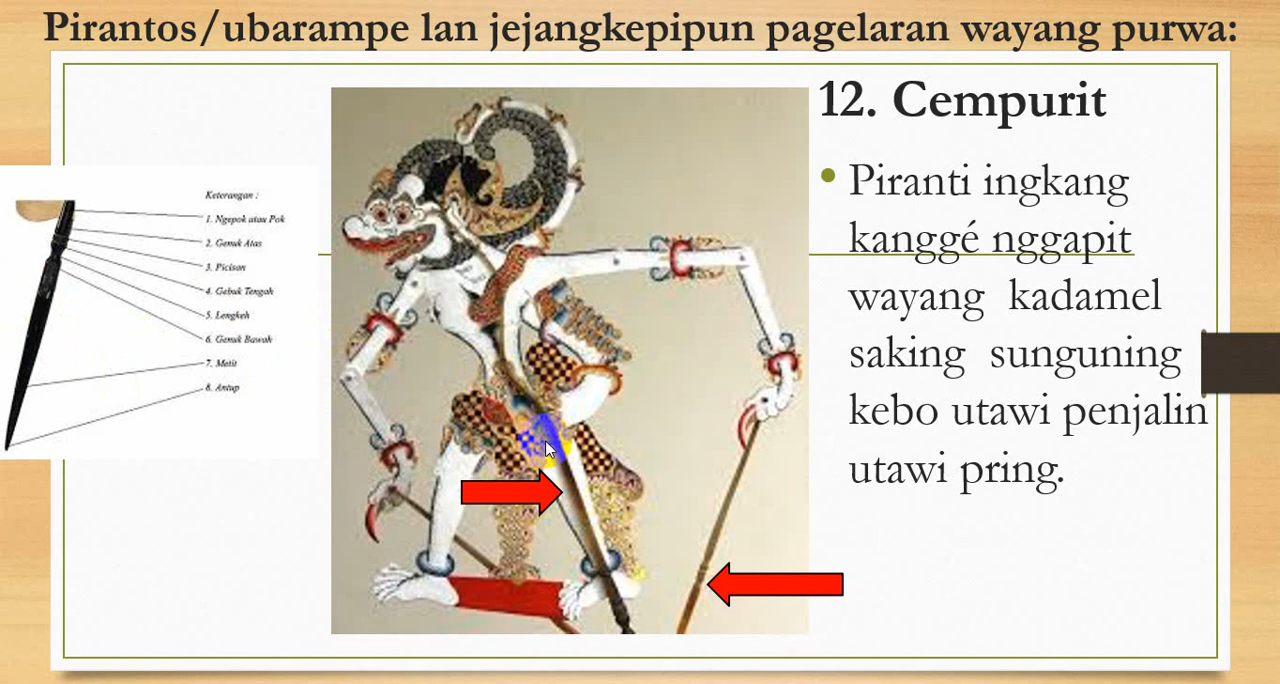 Pirantos/ubarampe lan jejangkepipun pagelaran wayang purwa:
12. Cempurit
Piranti ingkang
kanggé nggapit
wayang kadamel
saking sunguning
kebo utawi penjalin
utawi pring.
Keterangan :
1. Ngepok atau Pok
2. Genuk Atas
3. Picisan
4. Gebuk Tengah
5. Lengkeh
6. Genuk Bawah
7. Metit
8. Antup